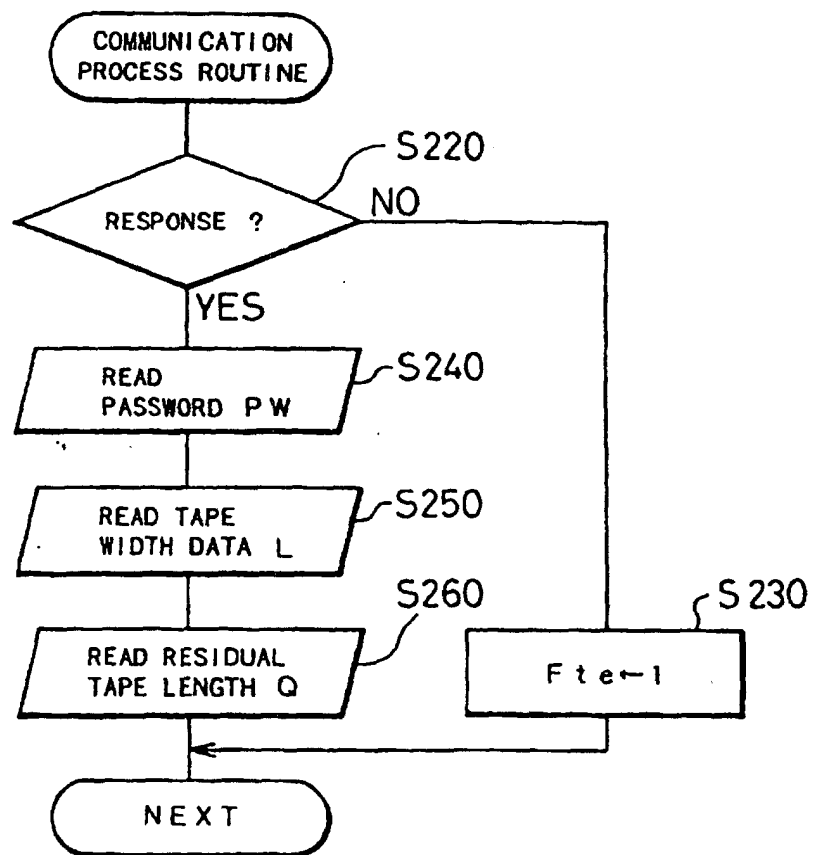 COMMUNICATION
PROCESS ROUTINE
S220
RESPONSE ?
NO
YES
READ
PASSWORD PW
S240
READ TAPE
WIDTH DATA L
S250
READ RESIDUAL
TAPE LENGTH Q
S260
S230
Fte←1
NEXT